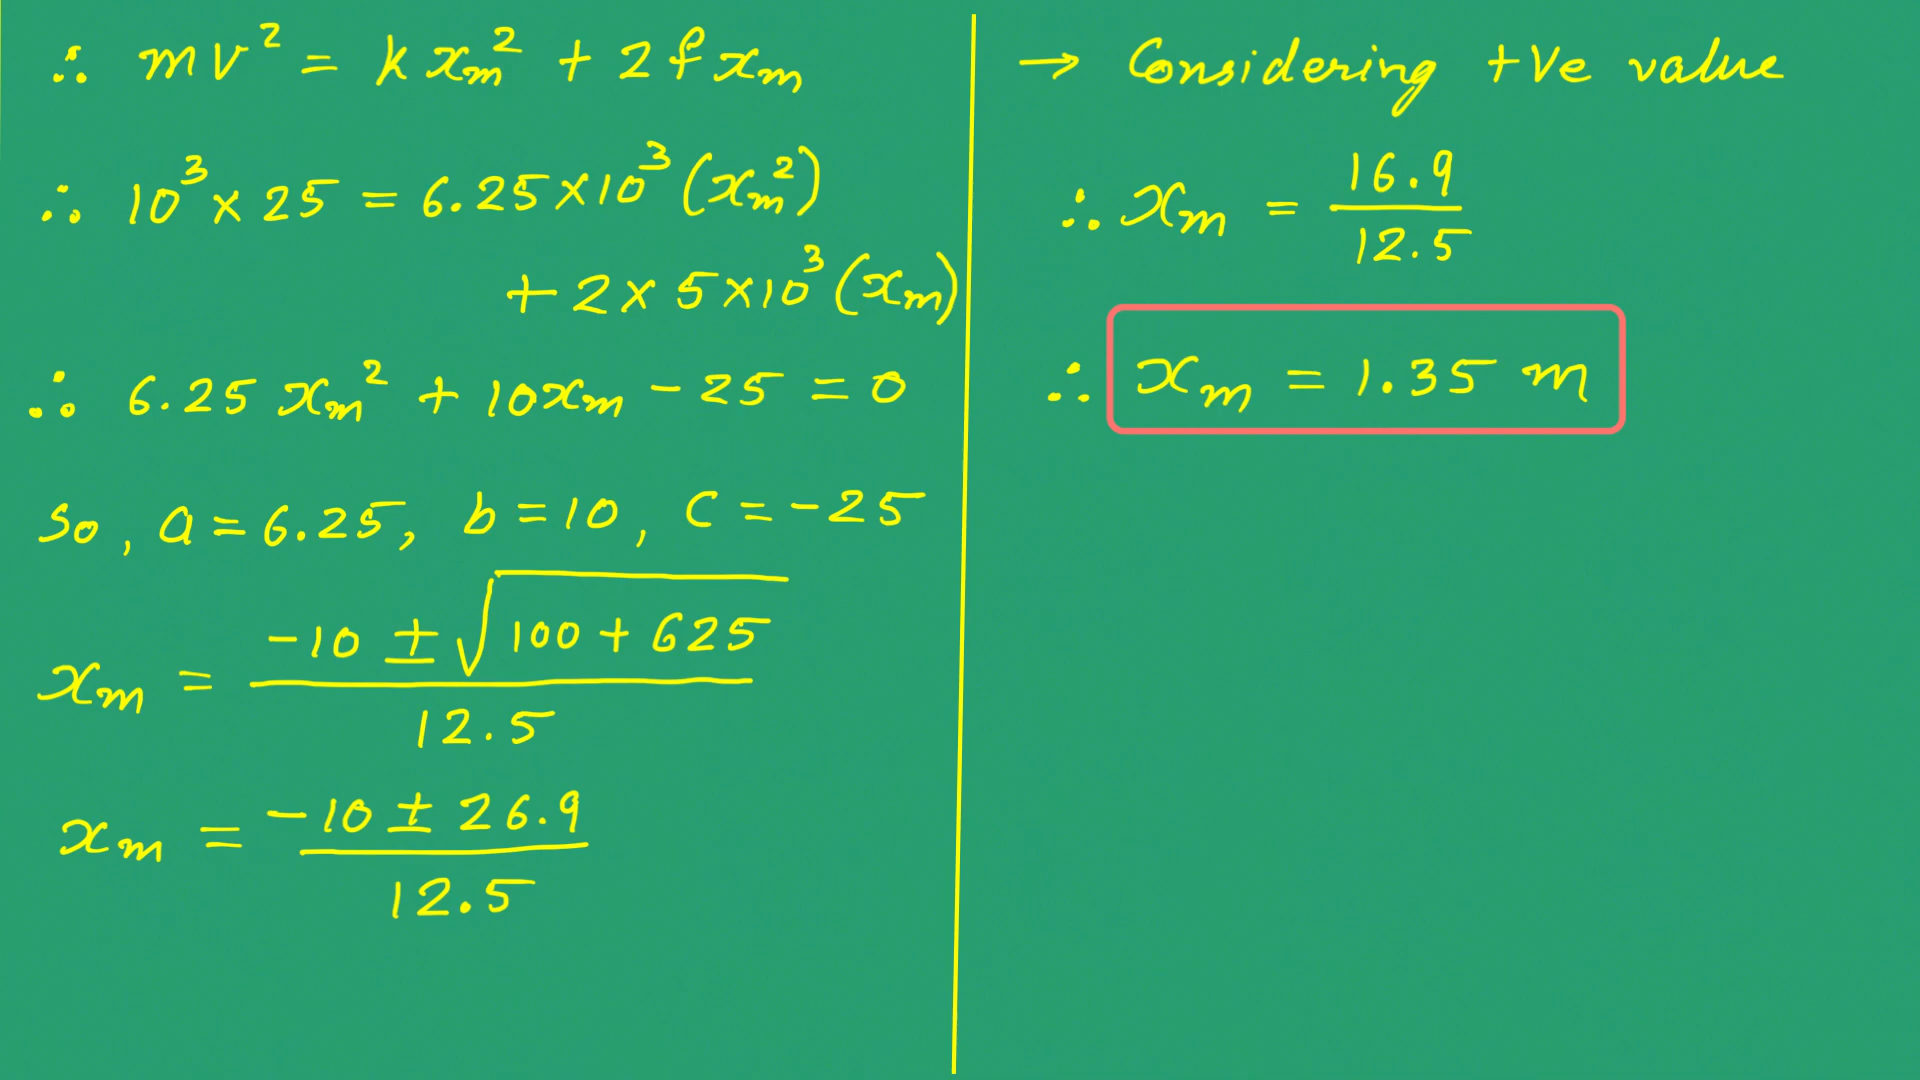 ∴ mv² = kxₘ² + 2fxₘ
∴ 10³ × 25 = 6.25×10³ (xₘ²)
+ 2 × 5×10³ (xₘ)
∴ 6.25 xₘ² + 10xₘ - 25 = 0
So, a = 6.25, b = 10, c = -25
xₘ = (-10 ± √(100 + 625)) / 12.5
xₘ = (-10 ± 26.9) / 12.5
→ Considering +ve value
∴ xₘ = 16.9 / 12.5
∴ xₘ = 1.35 m